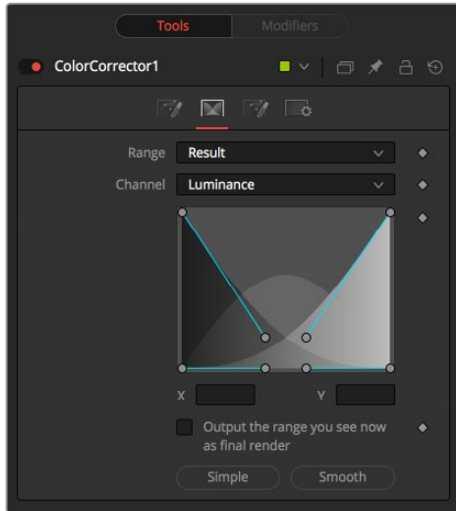 Tools Modifiers
ColorCorrector1
Range Result
Channel Luminance
X Y
Output the range you see now
as final render
Simple Smooth